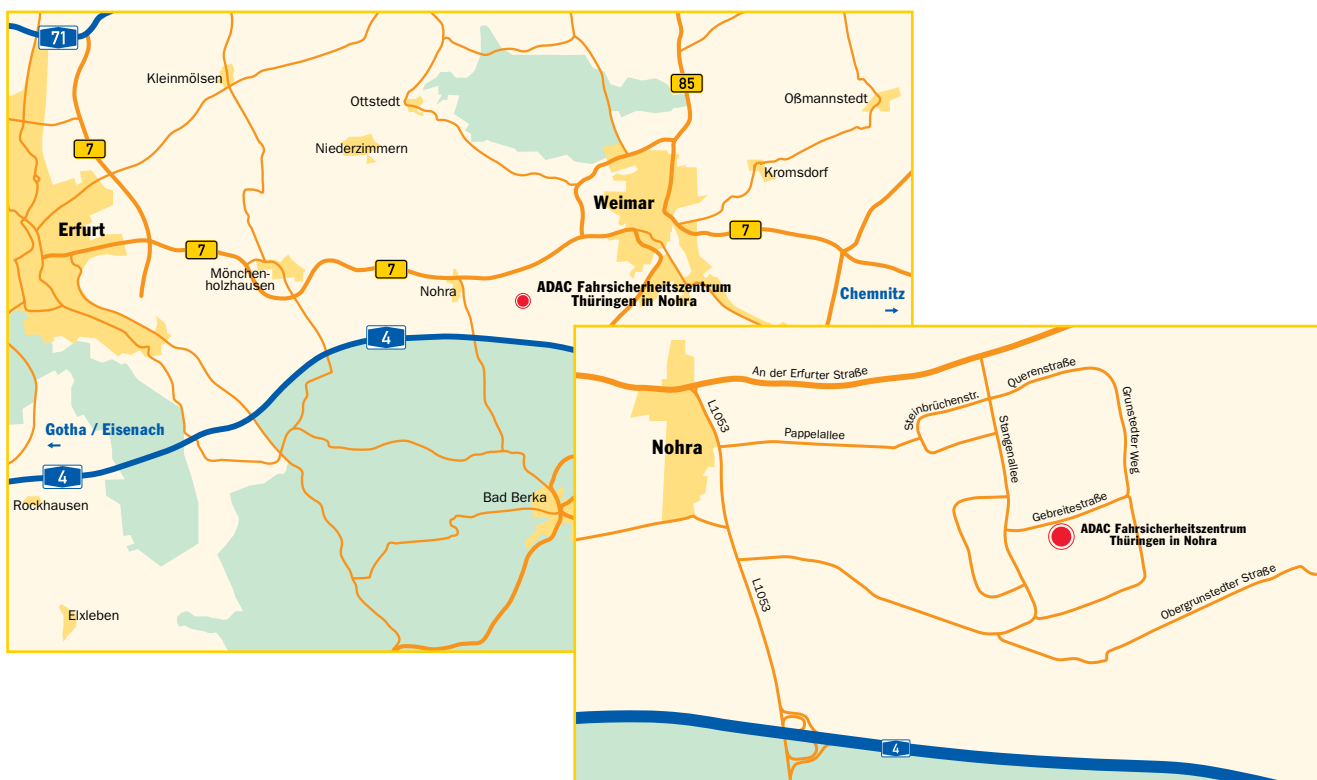 71
Kleinmölsen
Ottstedt
85
Oßmannstedt
7
Niederzimmern
Kromsdorf
Weimar
Erfurt
7
7
7
Mönchen-
holzhausen
Nohra
ADAC Fahrsicherheitszentrum
Thüringen in Nohra
Chemnitz
→
4
Gotha / Eisenach
←
4
Rockhausen
Bad Berka
Elxleben
An der Erfurter Straße
Querenstraße
L1053
Steinbrüchenstr.
Grunstedter Weg
Pappelallee
Nohra
Stangenallee
Gebreitestraße
ADAC Fahrsicherheitszentrum
Thüringen in Nohra
L1053
Obergrunstedter Straße
4